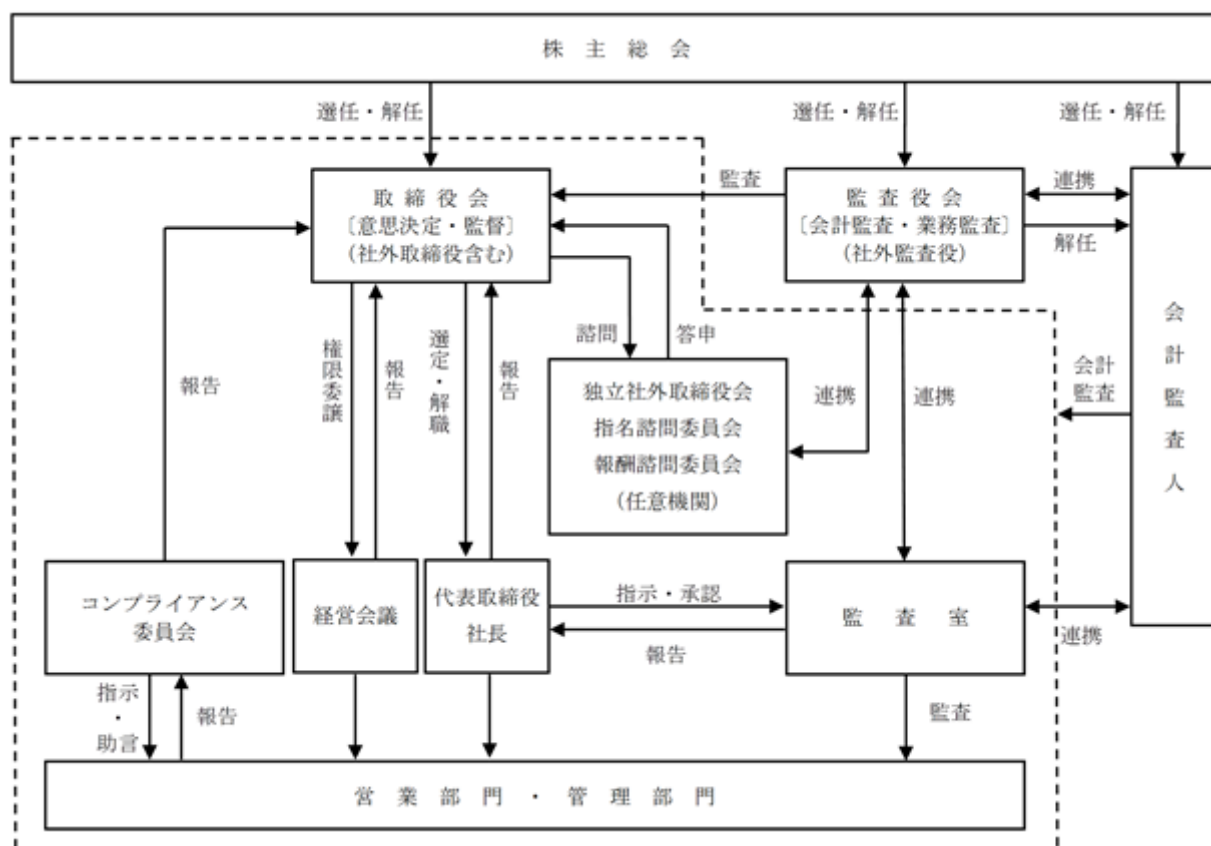 株主総会
選任・解任
選任・解任
選任・解任
取締役会
〔意思決定・監督〕
(社外取締役含む)
監査
監査役会
〔会計監査・業務監査〕
(社外監査役)
連携
解任
会計監査人
会計
監査
報告
権限委譲
報告
選定・解職
報告
諮問
答申
独立社外取締役会
指名諮問委員会
報酬諮問委員会
(任意機関)
連携
連携
コンプライアンス
委員会
経営会議
代表取締役
社長
指示・承認
報告
監査室
連携
指示
・
助言
報告
監査
営業部門・管理部門